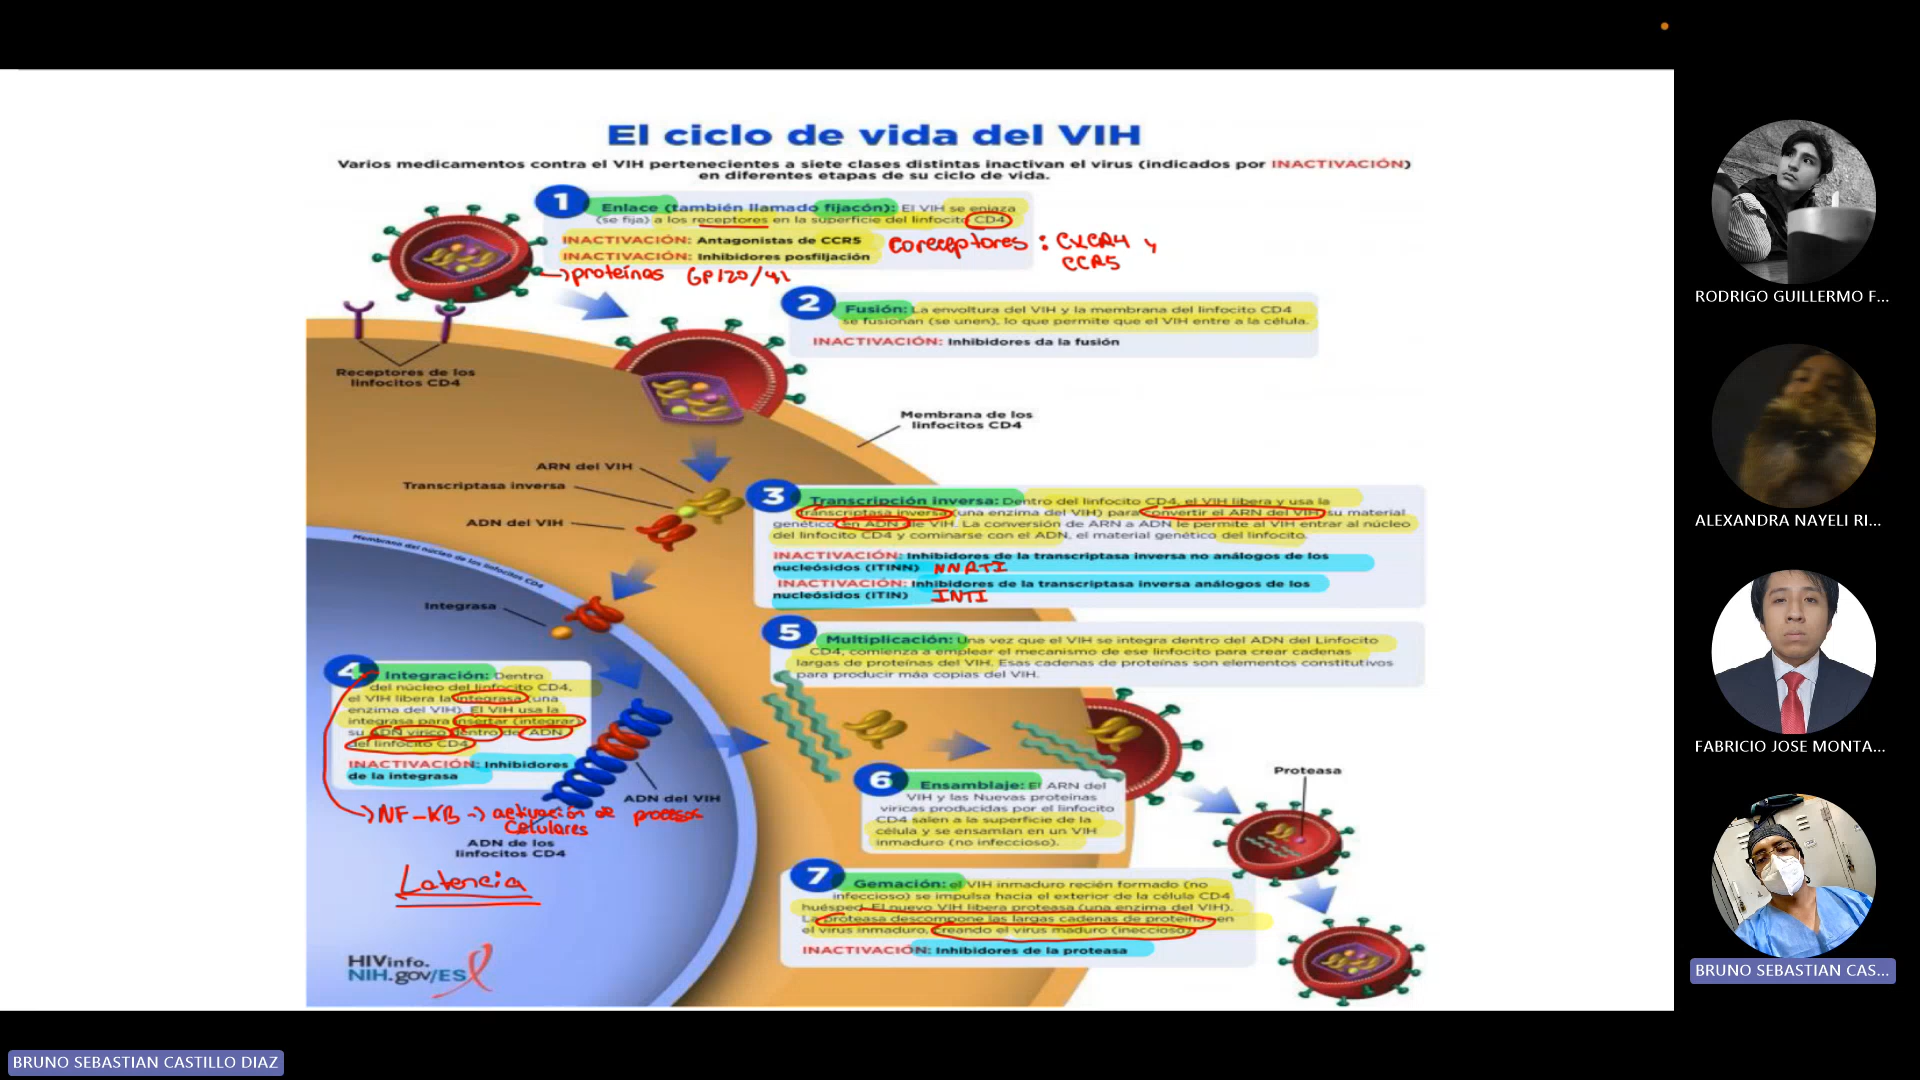 El ciclo de vida del VIH
Varios medicamentos contra el VIH pertenecientes a siete clases distintas inactivan el virus (indicados por INACTIVACIÓN)
en diferentes etapas de su ciclo de vida.
1
Enlace (también llamado fijacón): El VIH se enlaza
(se fija) a los receptores en la superficie del linfocito CD4
INACTIVACIÓN: Antagonistas de CCR5
INACTIVACIÓN: Inhibidores posfiljación
Coreceptores : CXCR4 y
CCR5
→ proteínas GP120/41
2
Fusión: La envoltura del VIH y la membrana del linfocito CD4
se fusionan (se unen), lo que permite que el VIH entre a la célula.
INACTIVACIÓN: Inhibidores da la fusión
Receptores de los
linfocitos CD4
Membrana de los
linfocitos CD4
ARN del VIH
Transcriptasa inversa
ADN del VIH
3
Transcripción inversa: Dentro del linfocito CD4, el VIH libera y usa la
transcriptasa inversa (una enzima del VIH) para convertir el ARN del VIH, su material
genético en ADN de VIH. La conversión de ARN a ADN le permite al VIH entrar al núcleo
del linfocito CD4 y cominarse con el ADN, el material genético del linfocito.
INACTIVACIÓN: Inhibidores de la transcriptasa inversa no análogos de los
nucleósidos (ITINN) NNRTI
INACTIVACIÓN: Inhibidores de la transcriptasa inversa análogos de los
nucleósidos (ITIN) INTI
Membrana del núcleo de los linfocitos CD4
Integrasa
4
Integración: Dentro
del núcleo del linfocito CD4,
el VIH libera la integrasa (una
enzima del VIH). El VIH usa la
integrasa para insertar (integrar)
su ADN vírico dentro de ADN
del linfocito CD4
INACTIVACIÓN: Inhibidores
de la integrasa
ADN del VIH
→ NF-KB → activación de procesos
Celulares
ADN de los
linfocitos CD4
Latencia
5
Multiplicación: Una vez que el VIH se integra dentro del ADN del Linfocito
CD4, comienza a emplear el mecanismo de ese linfocito para crear cadenas
largas de proteínas del VIH. Esas cadenas de proteínas son elementos constitutivos
para producir máa copias del VIH.
6
Ensamblaje: El ARN del
VIH y las Nuevas proteínas
víricas producidas por el linfocito
CD4 salen a la superficie de la
célula y se ensamlan en un VIH
inmaduro (no infeccioso).
Proteasa
7
Gemación: el VIH inmaduro recién formado (no
infeccioso) se impulsa hacia el exterior de la célula CD4
huésped. El nuevo VIH libera proteasa (una enzima del VIH).
La proteasa descompone las largas cadenas de proteínas en
el virus inmaduro, creando el virus maduro (ineccioso)
INACTIVACIÓN: Inhibidores de la proteasa
HIVinfo.
NIH.gov/ES
RODRIGO GUILLERMO F...
ALEXANDRA NAYELI RI...
FABRICIO JOSE MONTA...
BRUNO SEBASTIAN CAS...
BRUNO SEBASTIAN CASTILLO DIAZ